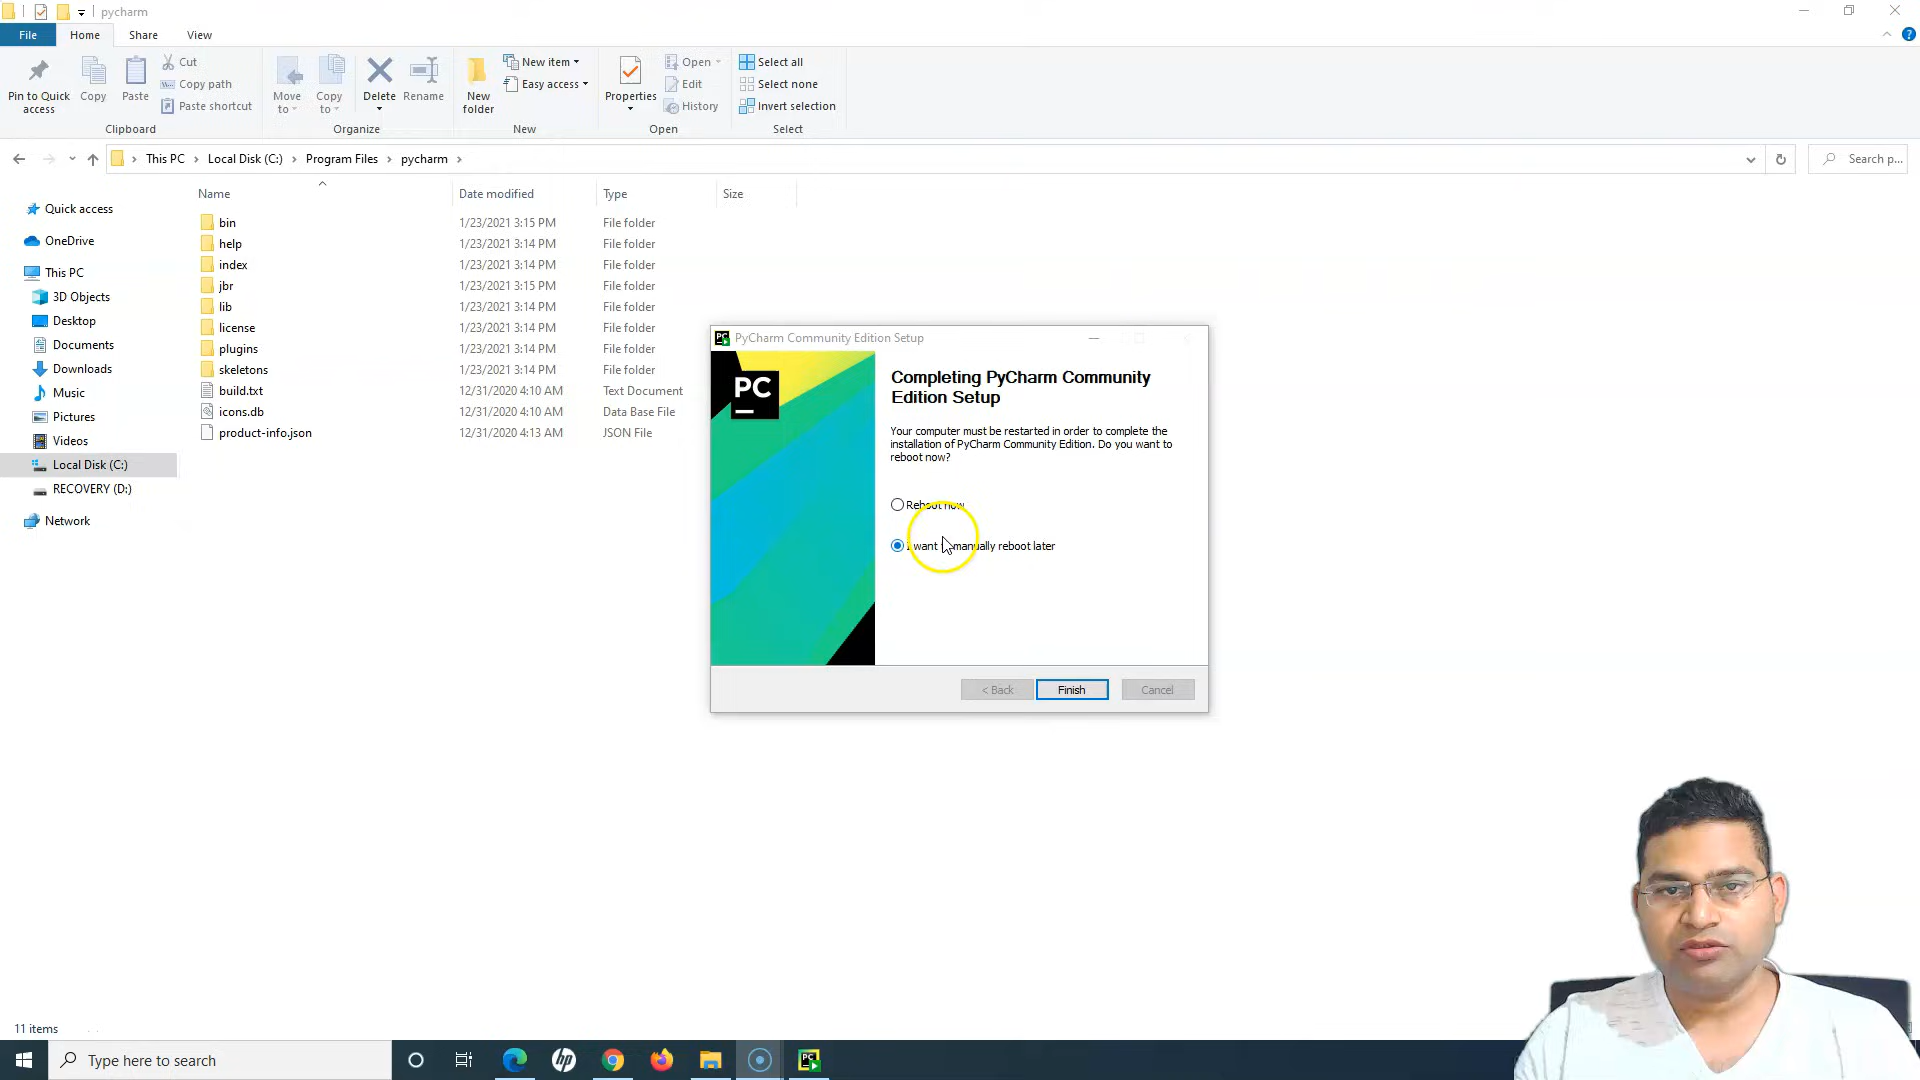 pycharm
File Home Share View
Pin to Quick access
Copy
Paste
Cut
Copy path
Paste shortcut
Clipboard
Move to
Copy to
Delete
Rename
Organize
New folder
New item
Easy access
New
Properties
Open
Edit
History
Open
Select all
Select none
Invert selection
Select
This PC > Local Disk (C:) > Program Files > pycharm >
Search p...
Name Date modified Type Size
Quick access
OneDrive
This PC
3D Objects
Desktop
Documents
Downloads
Music
Pictures
Videos
Local Disk (C:)
RECOVERY (D:)
Network
bin 1/23/2021 3:15 PM File folder
help 1/23/2021 3:14 PM File folder
index 1/23/2021 3:14 PM File folder
jbr 1/23/2021 3:15 PM File folder
lib 1/23/2021 3:14 PM File folder
license 1/23/2021 3:14 PM File folder
plugins 1/23/2021 3:14 PM File folder
skeletons 1/23/2021 3:14 PM File folder
build.txt 12/31/2020 4:10 AM Text Document
icons.db 12/31/2020 4:10 AM Data Base File
product-info.json 12/31/2020 4:13 AM JSON File
PyCharm Community Edition Setup
PC
Completing PyCharm Community
Edition Setup
Your computer must be restarted in order to complete the
installation of PyCharm Community Edition. Do you want to
reboot now?
Reboot now
I want to manually reboot later
< Back Finish Cancel
11 items
Type here to search
hp
PC